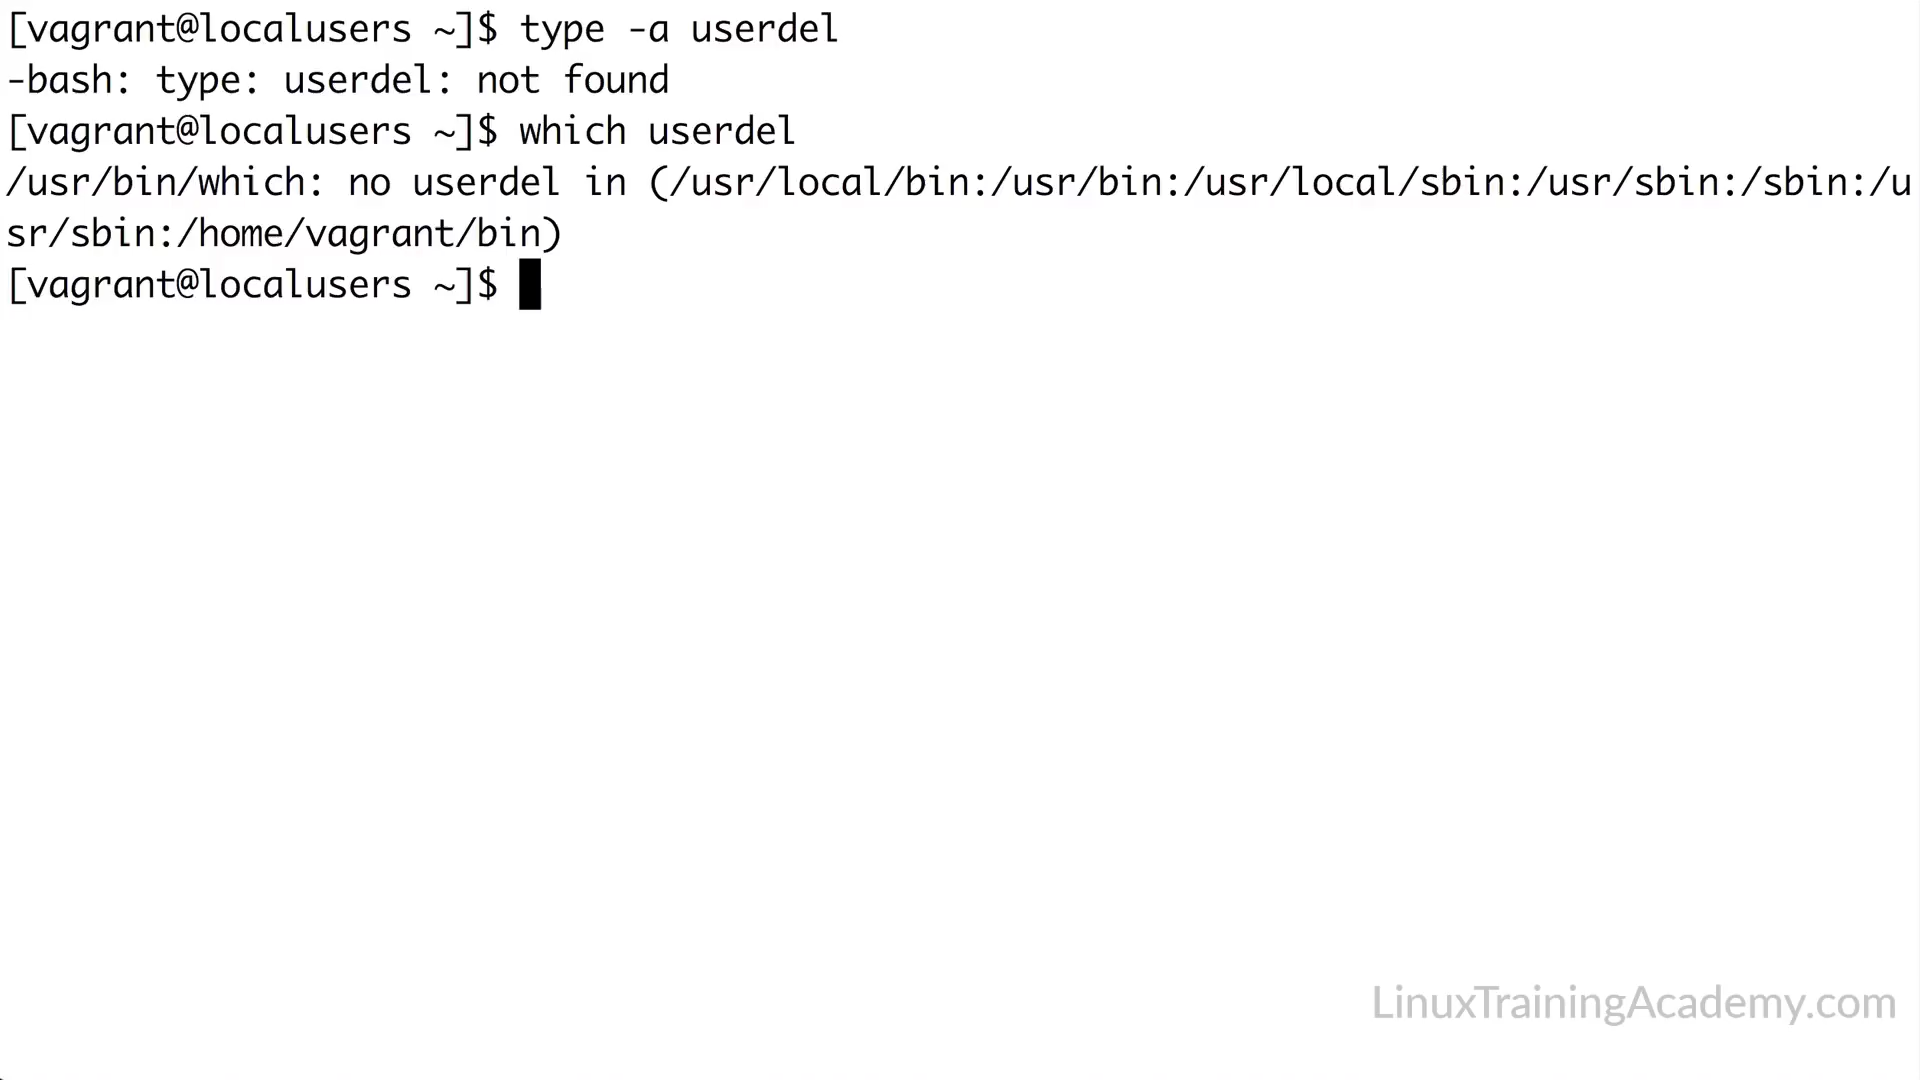 [vagrant@localusers ~]$ type -a userdel
-bash: type: userdel: not found
[vagrant@localusers ~]$ which userdel
/usr/bin/which: no userdel in (/usr/local/bin:/usr/bin:/usr/local/sbin:/usr/sbin:/sbin:/u
sr/sbin:/home/vagrant/bin)
[vagrant@localusers ~]$
LinuxTrainingAcademy.com